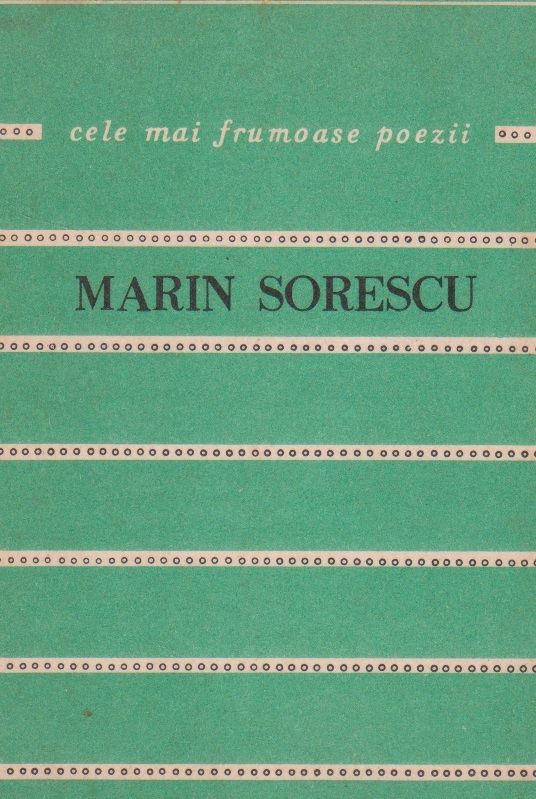 cele mai frumoase poezii
MARIN SORESCU